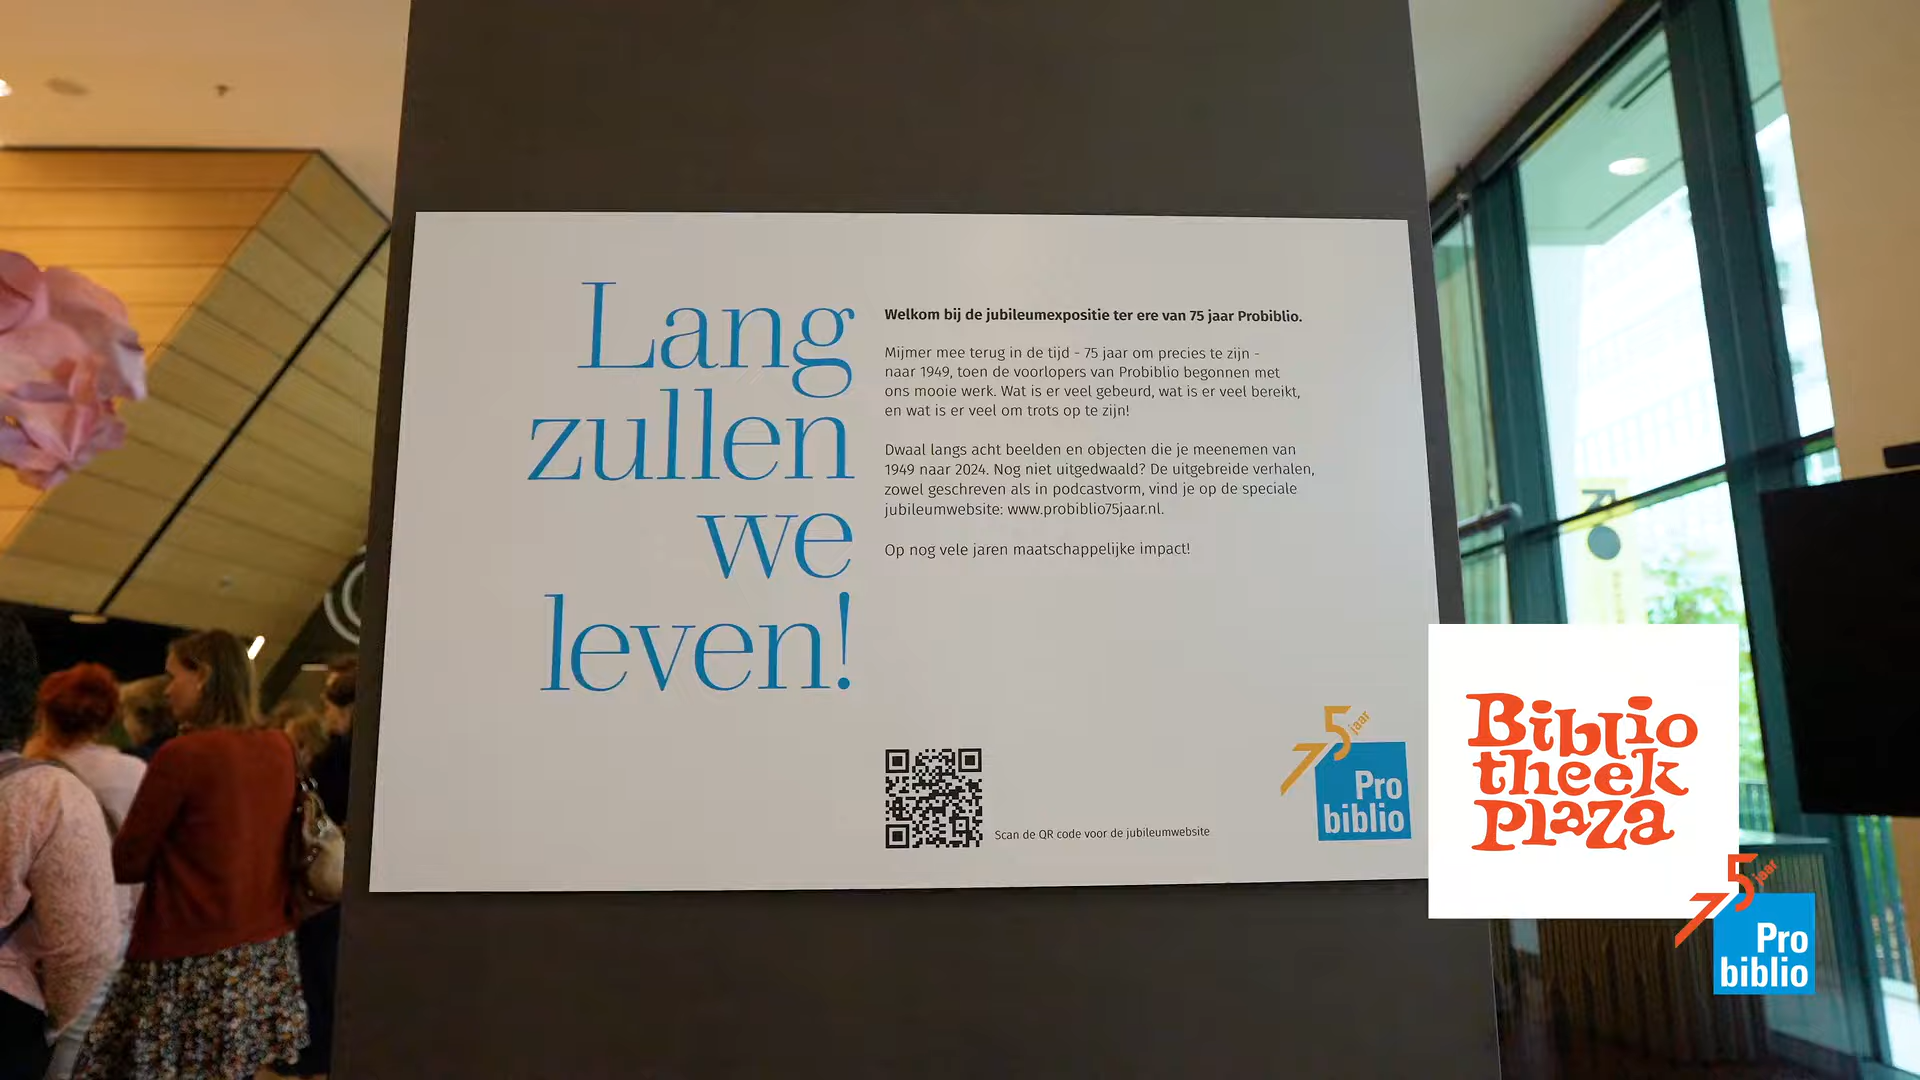 Lang
zullen
we
leven!
Welkom bij de jubileumexpositie ter ere van 75 jaar Probiblio.
Mijmer mee terug in de tijd - 75 jaar om precies te zijn -
naar 1949, toen de voorlopers van Probiblio begonnen met
ons mooie werk. Wat is er veel gebeurd, wat is er veel bereikt,
en wat is er veel om trots op te zijn!
Dwaal langs acht beelden en objecten die je meenemen van
1949 naar 2024. Nog niet uitgedwaald? De uitgebreide verhalen,
zowel geschreven als in podcastvorm, vind je op de speciale
jubileumwebsite: www.probiblio75jaar.nl.
Op nog vele jaren maatschappelijke impact!
Scan de QR code voor de jubileumwebsite
75 jaar
Pro
biblio
Biblio
theek
plaza
75 jaar
Pro
biblio